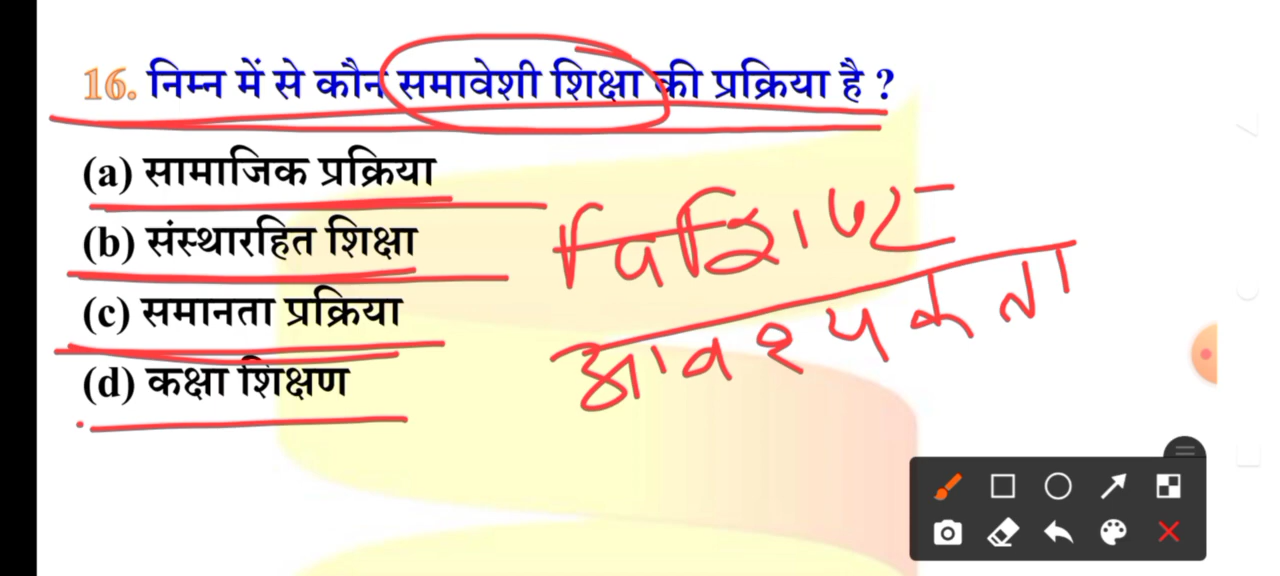 16. निम्न में से कौन समावेशी शिक्षा की प्रक्रिया है ?
(a) सामाजिक प्रक्रिया
(b) संस्थारहित शिक्षा
(c) समानता प्रक्रिया
(d) कक्षा शिक्षण
विशिष्ट
आवश्यकता